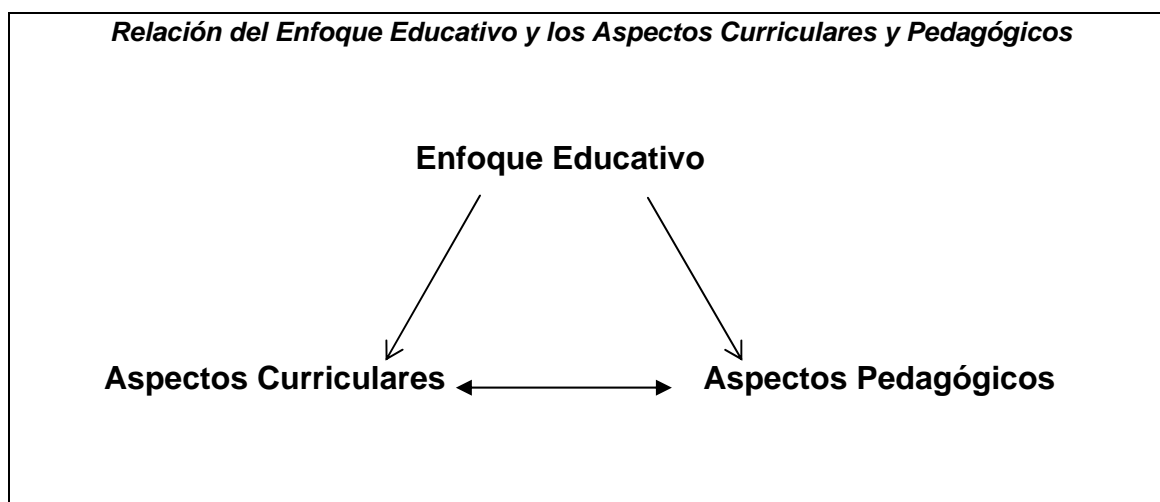 Relación del Enfoque Educativo y los Aspectos Curriculares y Pedagógicos
Enfoque Educativo
Aspectos Curriculares
Aspectos Pedagógicos